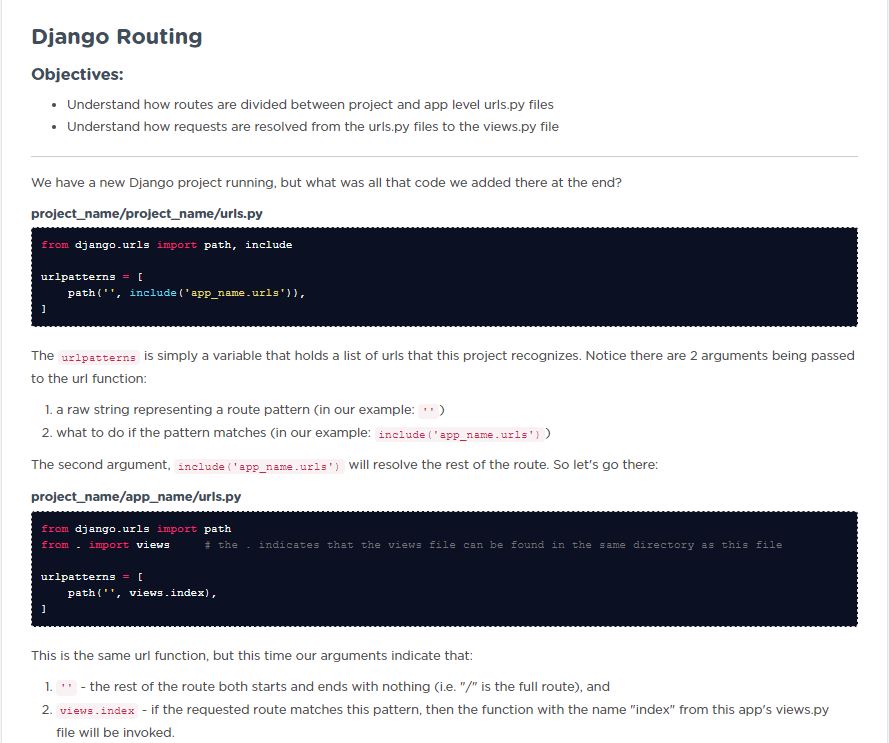 Django Routing
Objectives:
• Understand how routes are divided between project and app level urls.py files
• Understand how requests are resolved from the urls.py files to the views.py file
We have a new Django project running, but what was all that code we added there at the end?
project_name/project_name/urls.py
from django.urls import path, include
urlpatterns = [
    path('', include('app_name.urls')),
]
The urlpatterns is simply a variable that holds a list of urls that this project recognizes. Notice there are 2 arguments being passed
to the url function:
1. a raw string representing a route pattern (in our example: '' )
2. what to do if the pattern matches (in our example: include('app_name.urls') )
The second argument, include('app_name.urls') will resolve the rest of the route. So let's go there:
project_name/app_name/urls.py
from django.urls import path
from . import views     # the . indicates that the views file can be found in the same directory as this file
urlpatterns = [
    path('', views.index),
]
This is the same url function, but this time our arguments indicate that:
1. '' - the rest of the route both starts and ends with nothing (i.e. "/" is the full route), and
2. views.index - if the requested route matches this pattern, then the function with the name "index" from this app's views.py
file will be invoked.